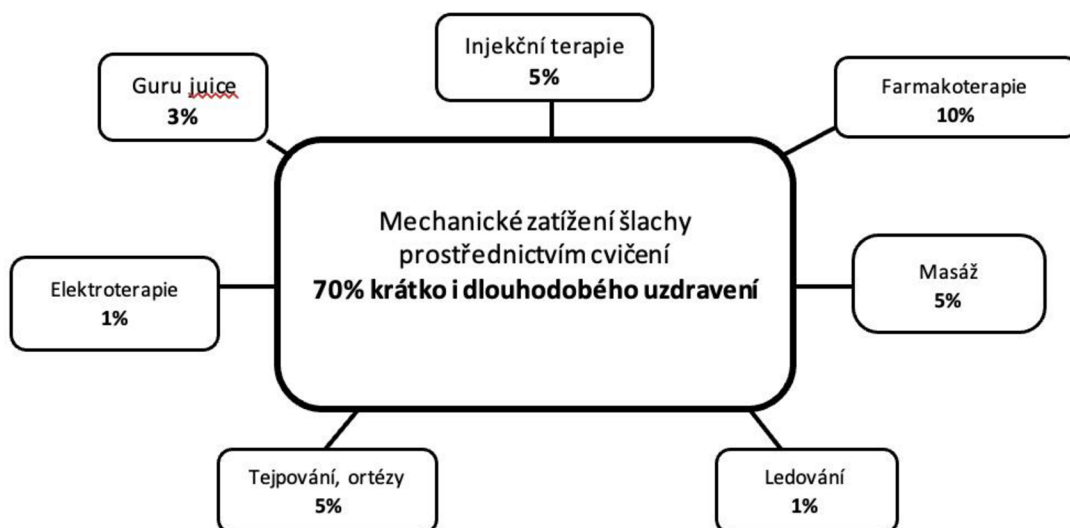 Injekční terapie
5%
Guru juice
3%
Farmakoterapie
10%
Mechanické zatížení šlachy
prostřednictvím cvičení
70% krátko i dlouhodobého uzdravení
Elektroterapie
1%
Masáž
5%
Tejpování, ortézy
5%
Ledování
1%